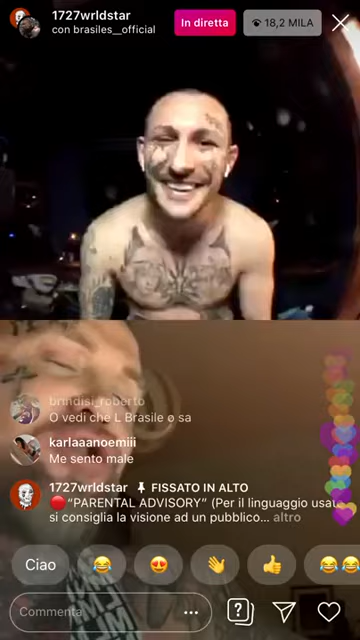 1727wrldstar
con brasiles__official
In diretta
18,2 MILA
brindisi_roberto
O vedi che L Brasile ø sa
karlaaanoemiii
Me sento male
1727wrldstar FISSATO IN ALTO
🔴“PARENTAL ADVISORY” (Per il linguaggio usat
si consiglia la visione ad un pubblico... altro
Ciao
Commenta